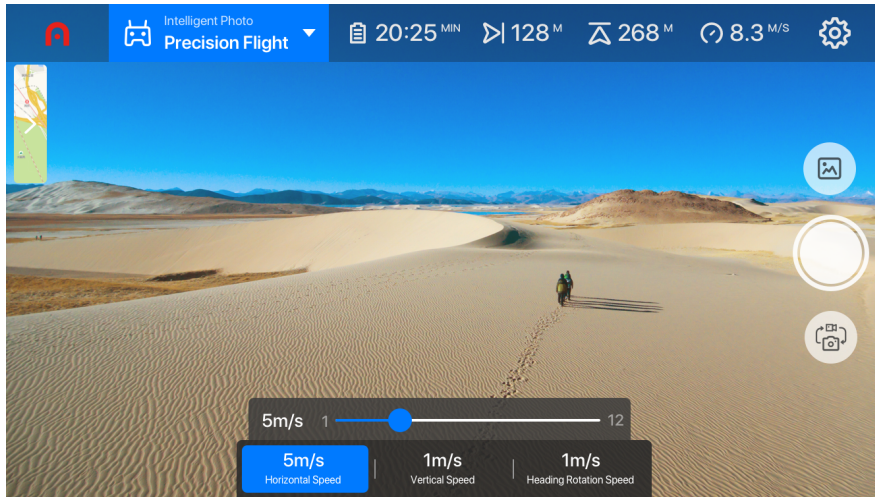 Intelligent Photo
Precision Flight
20:25 MIN
128 M
268 M
8.3 M/S
5m/s
1
12
5m/s
1m/s
1m/s
Horizontal Speed
Vertical Speed
Heading Rotation Speed